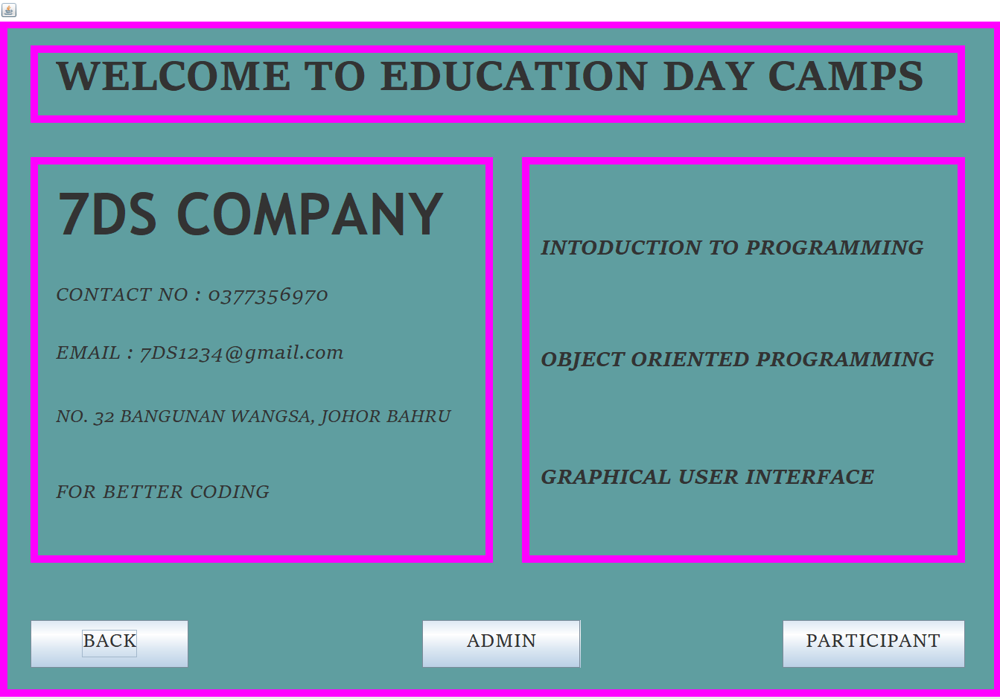 WELCOME TO EDUCATION DAY CAMPS
7DS COMPANY
CONTACT NO : 0377356970
EMAIL : 7DS1234@gmail.com
NO. 32 BANGUNAN WANGSA, JOHOR BAHRU
FOR BETTER CODING
INTODUCTION TO PROGRAMMING
OBJECT ORIENTED PROGRAMMING
GRAPHICAL USER INTERFACE
BACK
ADMIN
PARTICIPANT